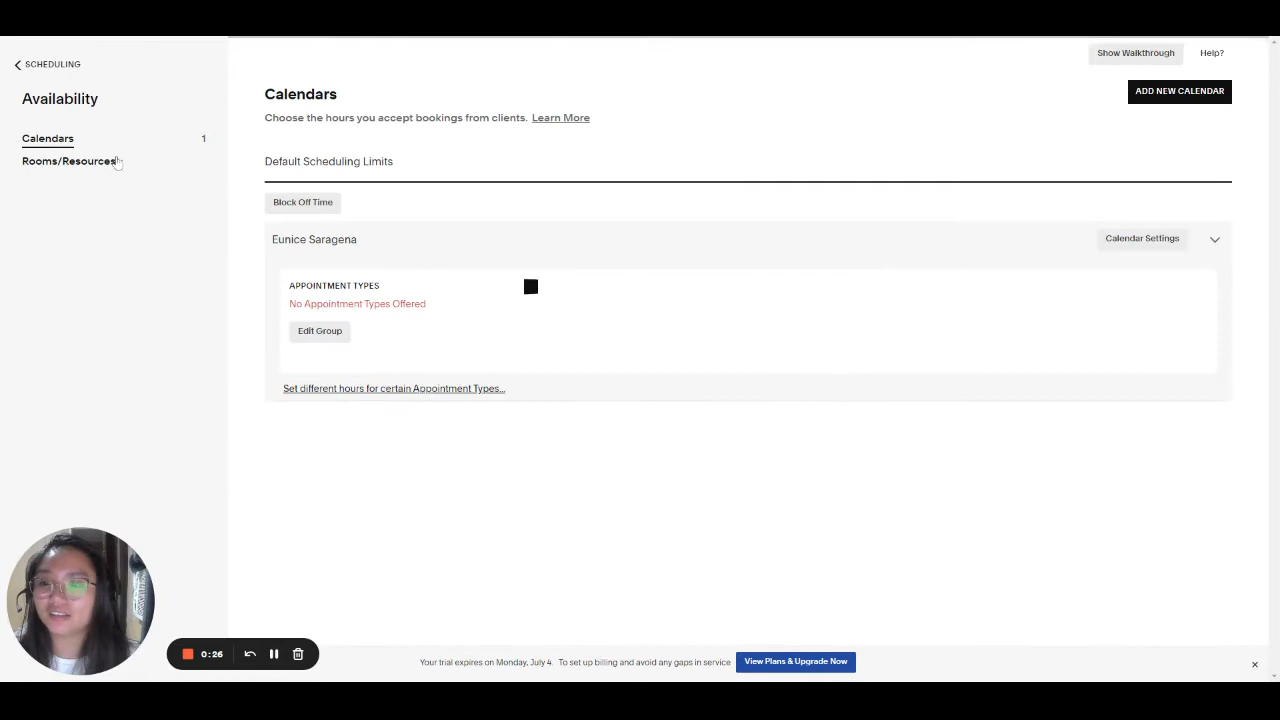 SCHEDULING
Availability
Calendars 1
Rooms/Resources
Show Walkthrough Help?
Calendars
ADD NEW CALENDAR
Choose the hours you accept bookings from clients. Learn More
Default Scheduling Limits
Block Off Time
Eunice Saragena
Calendar Settings
APPOINTMENT TYPES
No Appointment Types Offered
Edit Group
Set different hours for certain Appointment Types...
0:26
Your trial expires on Monday, July 4. To set up billing and avoid any gaps in service View Plans & Upgrade Now